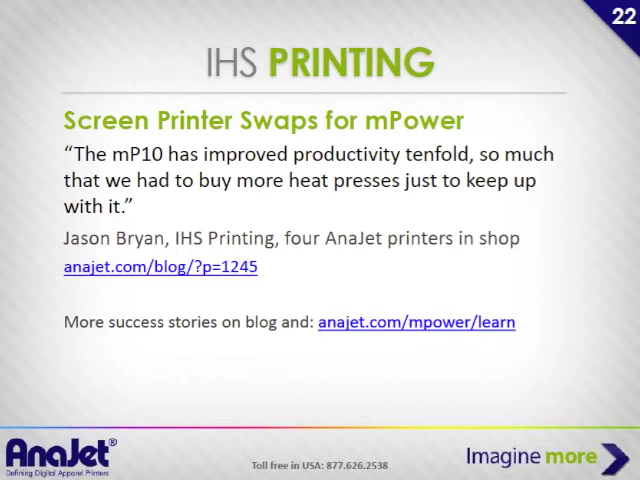 22
IHS PRINTING
Screen Printer Swaps for mPower
“The mP10 has improved productivity tenfold, so much
that we had to buy more heat presses just to keep up
with it.”
Jason Bryan, IHS Printing, four AnaJet printers in shop
anajet.com/blog/?p=1245
More success stories on blog and: anajet.com/mpower/learn
AnaJet®
Defining Digital Apparel Printers
Toll free in USA: 877.626.2538
Imagine more